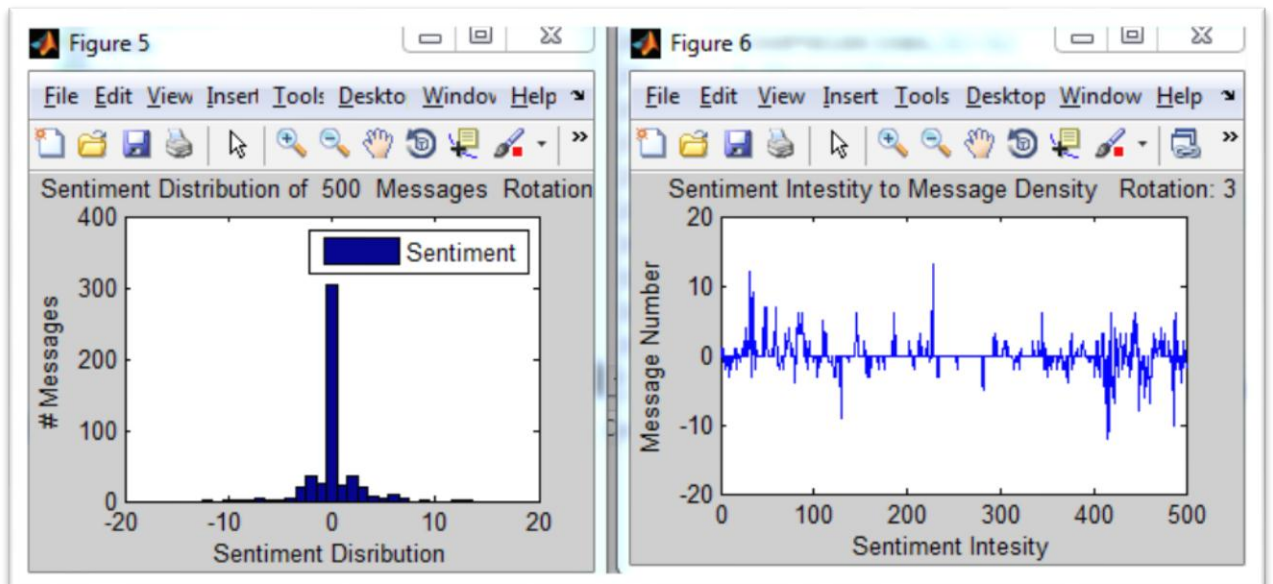 Figure 5
File Edit View Insert Tools Deskto Window Help
Sentiment Distribution of 500 Messages Rotation
400
300
200
100
0
# Messages
Sentiment
-20 -10 0 10 20
Sentiment Disribution
Figure 6
File Edit View Insert Tools Desktop Window Help
Sentiment Intestity to Message Density Rotation: 3
20
10
0
-10
-20
Message Number
0 100 200 300 400 500
Sentiment Intesity